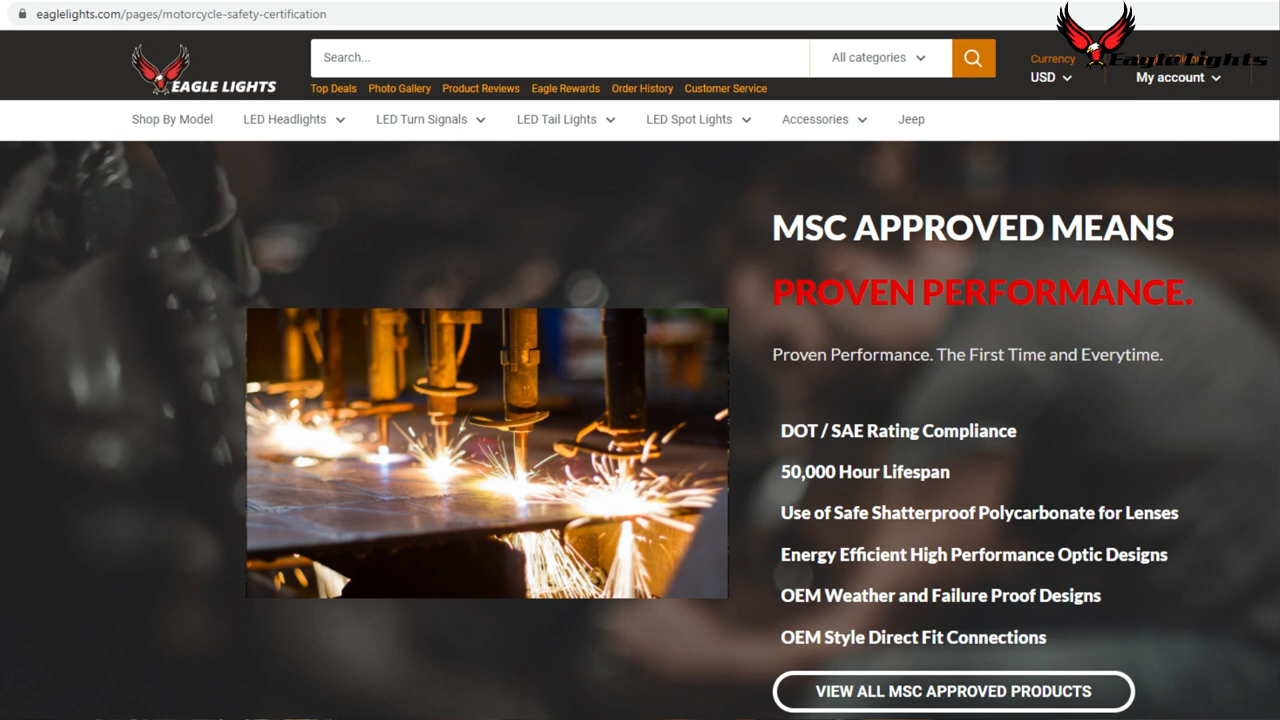 eaglelights.com/pages/motorcycle-safety-certification
EAGLE LIGHTS
Search...
All categories
Currency
USD
EagleLights
My account
Top Deals Photo Gallery Product Reviews Eagle Rewards Order History Customer Service
Shop By Model LED Headlights LED Turn Signals LED Tail Lights LED Spot Lights Accessories Jeep
MSC APPROVED MEANS
PROVEN PERFORMANCE.
Proven Performance. The First Time and Everytime.
DOT / SAE Rating Compliance
50,000 Hour Lifespan
Use of Safe Shatterproof Polycarbonate for Lenses
Energy Efficient High Performance Optic Designs
OEM Weather and Failure Proof Designs
OEM Style Direct Fit Connections
VIEW ALL MSC APPROVED PRODUCTS